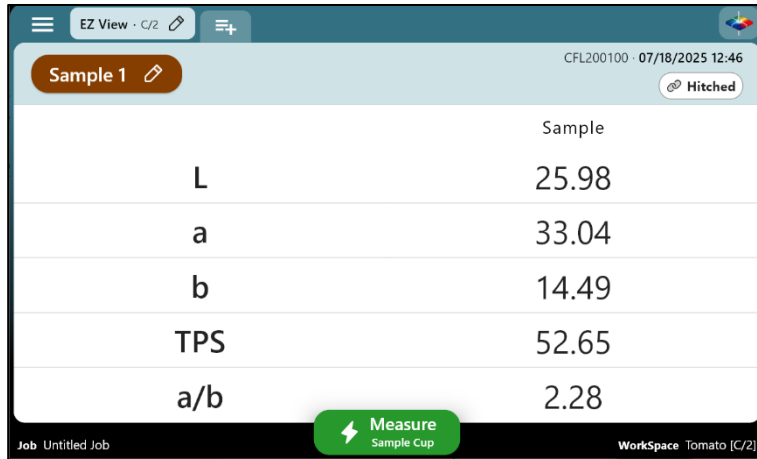 EZ View · C/2
CFL200100 · 07/18/2025 12:46
Sample 1
Hitched
Sample
L 25.98
a 33.04
b 14.49
TPS 52.65
a/b 2.28
Measure
Sample Cup
Job Untitled Job
WorkSpace Tomato [C/2]